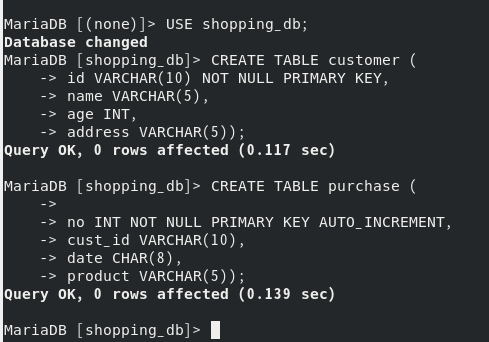 MariaDB [(none)]> USE shopping_db;
Database changed
MariaDB [shopping_db]> CREATE TABLE customer (
    -> id VARCHAR(10) NOT NULL PRIMARY KEY,
    -> name VARCHAR(5),
    -> age INT,
    -> address VARCHAR(5));
Query OK, 0 rows affected (0.117 sec)
MariaDB [shopping_db]> CREATE TABLE purchase (
    ->
    -> no INT NOT NULL PRIMARY KEY AUTO_INCREMENT,
    -> cust_id VARCHAR(10),
    -> date CHAR(8),
    -> product VARCHAR(5));
Query OK, 0 rows affected (0.139 sec)
MariaDB [shopping_db]>